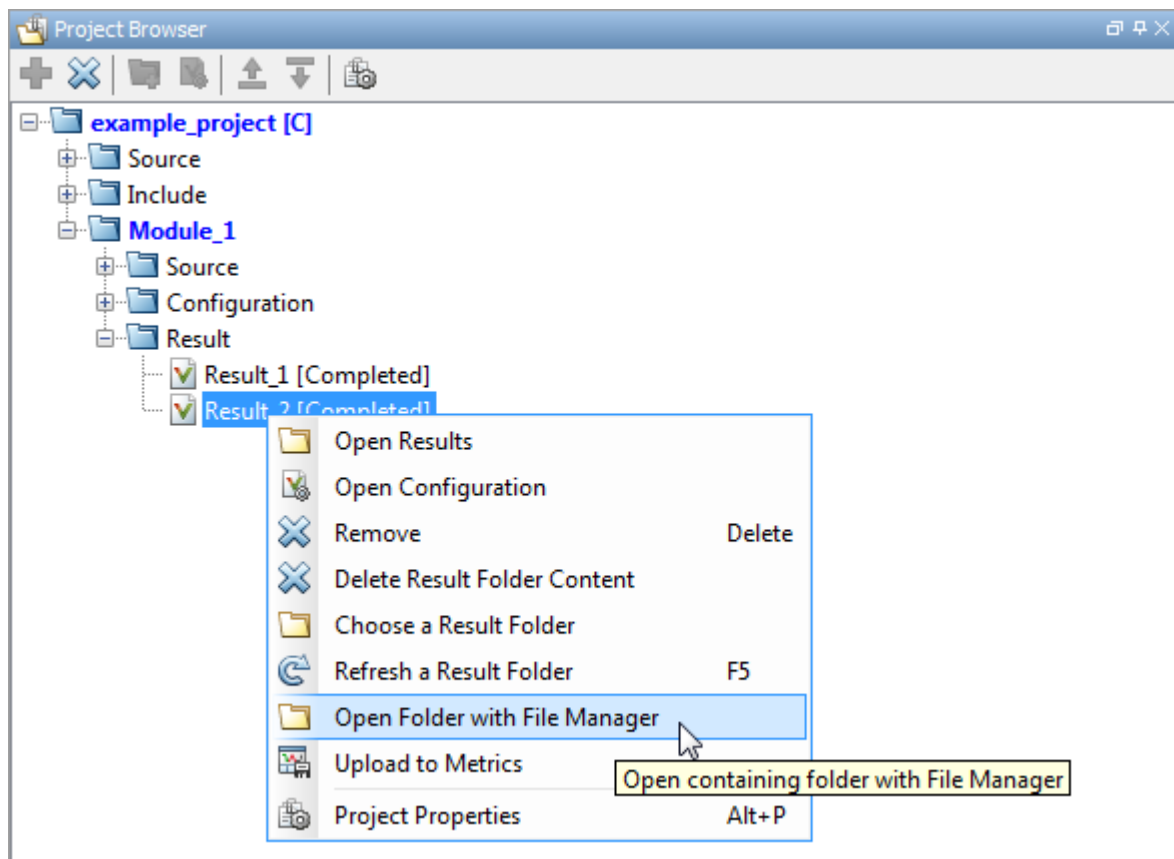 Project Browser
example_project [C]
Source
Include
Module_1
Source
Configuration
Result
Result_1 [Completed]
Result_2 [Completed]
Open Results
Open Configuration
Remove Delete
Delete Result Folder Content
Choose a Result Folder
Refresh a Result Folder F5
Open Folder with File Manager
Upload to Metrics
Open containing folder with File Manager
Project Properties Alt+P